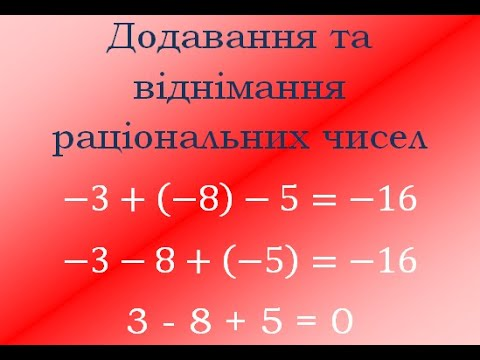 Додавання та
віднімання
раціональних чисел
−3 + (−8) − 5 = −16
−3 − 8 + (−5) = −16
3 - 8 + 5 = 0